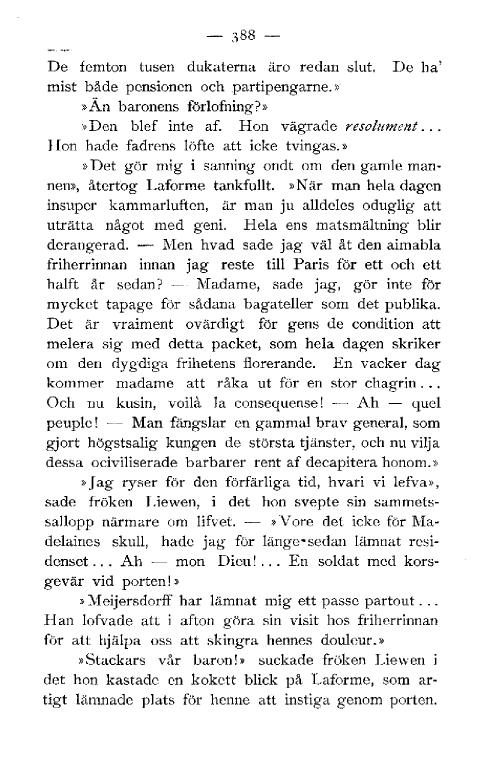 — 388 —
De femton tusen dukaterna äro redan slut. De ha'
mist både pensionen och partipengarne.»
»Än baronens förlofning?»
»Den blef inte af. Hon vägrade resolument...
Hon hade fadrens löfte att icke tvingas.»
»Det gör mig i sanning ondt om den gamle man-
nen», återtog Laforme tankfullt. »När man hela dagen
insuper kammarluften, är man ju alldeles oduglig att
uträtta något med geni. Hela ens matsmältning blir
derangerad. — Men hvad sade jag väl åt den aimabla
friherrinnan innan jag reste till Paris för ett och ett
halft år sedan? — Madame, sade jag, gör inte för
mycket tapage för sådana bagateller som det publika.
Det är vraiment ovärdigt för gens de condition att
melera sig med detta packet, som hela dagen skriker
om den dygdiga frihetens florerande. En vacker dag
kommer madame att råka ut för en stor chagrin...
Och nu kusin, voilà la consequense! — Ah — quel
peuple! — Man fängslar en gammal brav general, som
gjort högstsalig kungen de största tjänster, och nu vilja
dessa ociviliserade barbarer rent af decapitera honom.»
»Jag ryser för den förfärliga tid, hvari vi lefva»,
sade fröken Liewen, i det hon svepte sin sammets-
sallopp närmare om lifvet. — »Vore det icke för Ma-
delaines skull, hade jag för länge•sedan lämnat resi-
denset... Ah — mon Dieu!... En soldat med kors-
gevär vid porten!»
»Meijersdorff har lämnat mig ett passe partout...
Han lofvade att i afton göra sin visit hos friherrinnan
för att hjälpa oss att skingra hennes douleur.»
»Stackars vår baron!» suckade fröken Liewen i
det hon kastade en kokett blick på Laforme, som ar-
tigt lämnade plats för henne att instiga genom porten.